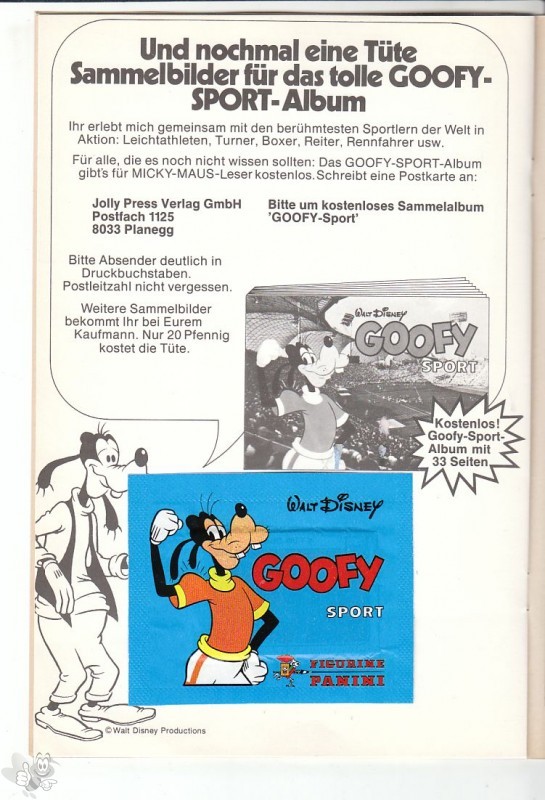 Und nochmal eine Tüte
Sammelbilder für das tolle GOOFY-
SPORT-Album
Ihr erlebt mich gemeinsam mit den berühmtesten Sportlern der Welt in
Aktion: Leichtathleten, Turner, Boxer, Reiter, Rennfahrer usw.
Für alle, die es noch nicht wissen sollten: Das GOOFY-SPORT-Album
gibt's für MICKY-MAUS-Leser kostenlos. Schreibt eine Postkarte an:
Jolly Press Verlag GmbH
Postfach 1125
8033 Planegg
Bitte um kostenloses Sammelalbum
'GOOFY-Sport'
Bitte Absender deutlich in
Druckbuchstaben.
Postleitzahl nicht vergessen.
Weitere Sammelbilder
bekommt Ihr bei Eurem
Kaufmann. Nur 20 Pfennig
kostet die Tüte.
WALT DISNEY
GOOFY
SPORT
Kostenlos!
Goofy-Sport-
Album mit
33 Seiten
WALT DISNEY
GOOFY
SPORT
FIGURINE
PANINI
© Walt Disney Productions